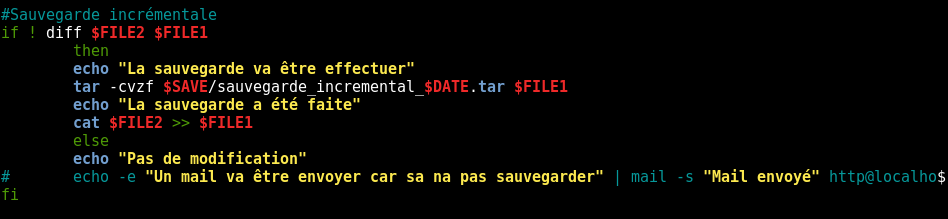 #Sauvegarde incrémentale
if ! diff $FILE2 $FILE1
then
echo "La sauvegarde va être effectuer"
tar -cvzf $SAVE/sauvegarde_incremental_$DATE.tar $FILE1
echo "La sauvegarde a été faite"
cat $FILE2 >> $FILE1
else
echo "Pas de modification"
# echo -e "Un mail va être envoyer car sa na pas sauvegarder" | mail -s "Mail envoyé" http@localho$
fi